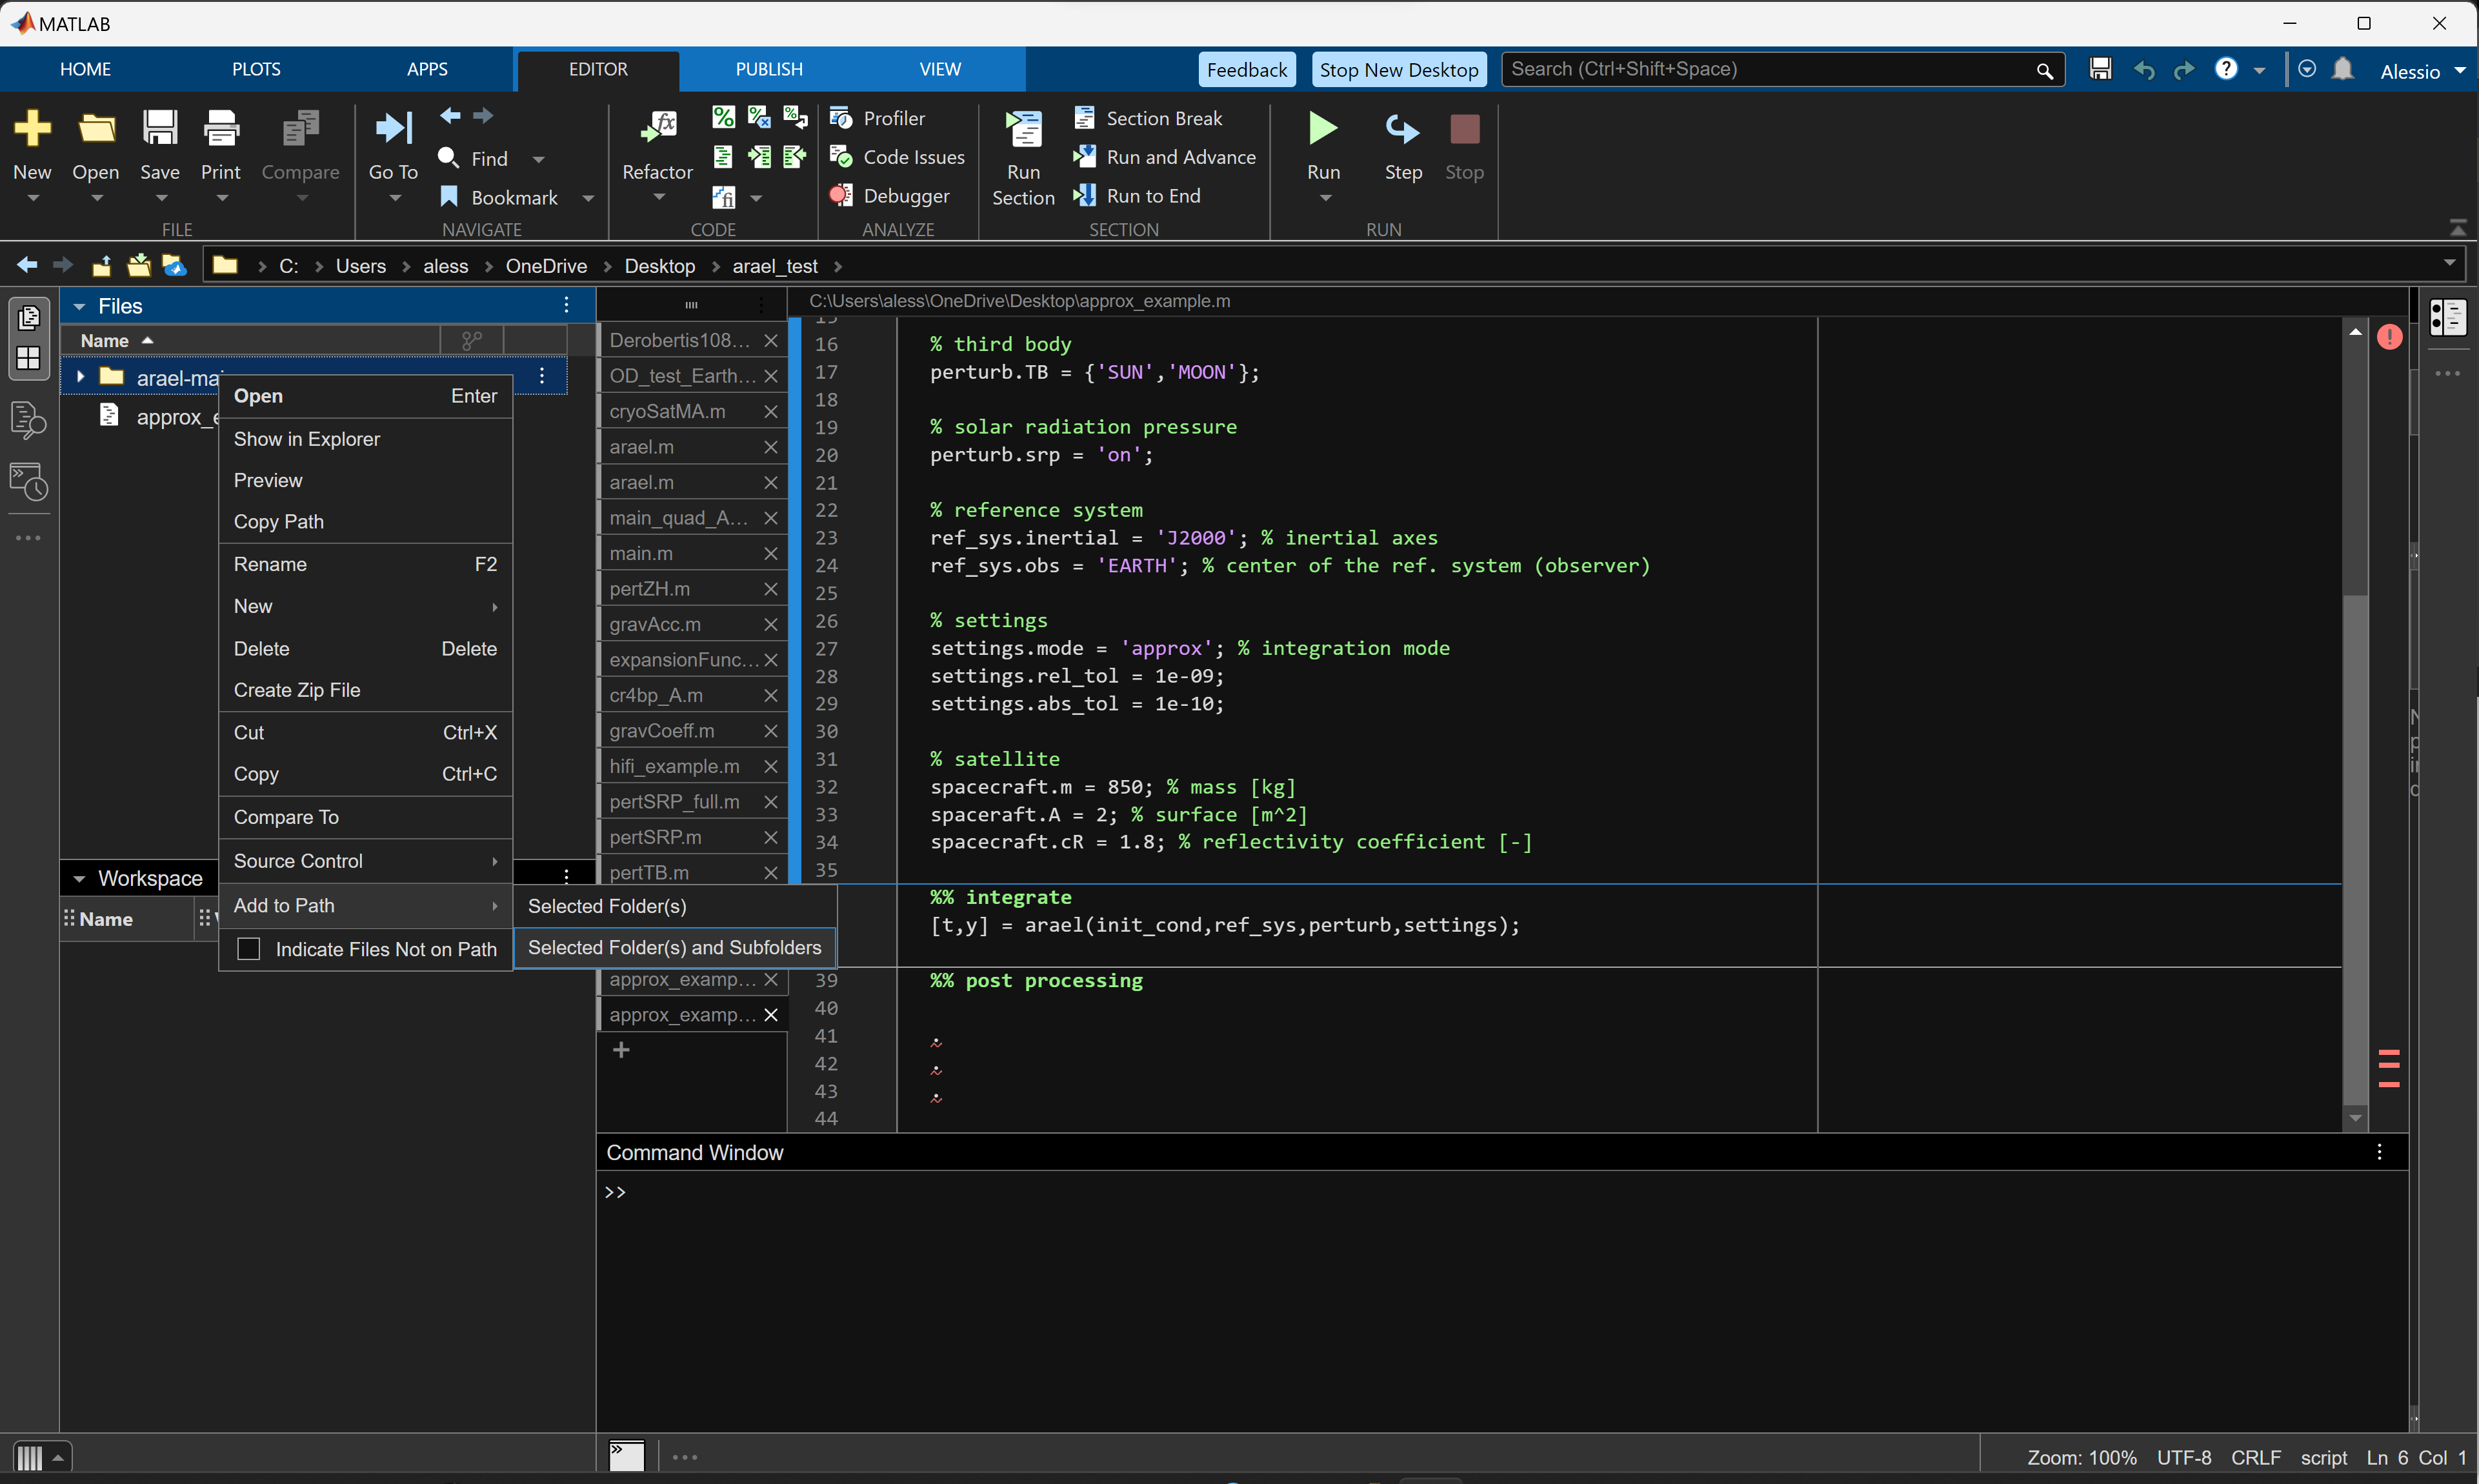 MATLAB
HOME PLOTS APPS EDITOR PUBLISH VIEW Feedback Stop New Desktop Search (Ctrl+Shift+Space) Alessio
New Open Save Print Compare Go To Find Bookmark Refactor Profiler Code Issues Debugger Run Section Section Break Run and Advance Run to End Run Step Stop
FILE NAVIGATE CODE ANALYZE SECTION RUN
C: Users aless OneDrive Desktop arael_test
Files
Name
arael-mai
approx_e
Open Enter
Show in Explorer
Preview
Copy Path
Rename F2
New
Delete Delete
Create Zip File
Cut Ctrl+X
Copy Ctrl+C
Compare To
Source Control
Add to Path
Indicate Files Not on Path
Selected Folder(s)
Selected Folder(s) and Subfolders
Workspace
Name
Derobertis108...
OD_test_Earth...
cryoSatMA.m
arael.m
arael.m
main_quad_A...
main.m
pertZH.m
gravAcc.m
expansionFunc...
cr4bp_A.m
gravCoeff.m
hifi_example.m
pertSRP_full.m
pertSRP.m
pertTB.m
approx_examp...
approx_examp...
C:\Users\aless\OneDrive\Desktop\approx_example.m
15
16 % third body
17 perturb.TB = {'SUN','MOON'};
18
19 % solar radiation pressure
20 perturb.srp = 'on';
21
22 % reference system
23 ref_sys.inertial = 'J2000'; % inertial axes
24 ref_sys.obs = 'EARTH'; % center of the ref. system (observer)
25
26 % settings
27 settings.mode = 'approx'; % integration mode
28 settings.rel_tol = 1e-09;
29 settings.abs_tol = 1e-10;
30
31 % satellite
32 spacecraft.m = 850; % mass [kg]
33 spaceraft.A = 2; % surface [m^2]
34 spacecraft.cR = 1.8; % reflectivity coefficient [-]
35
%% integrate
[t,y] = arael(init_cond,ref_sys,perturb,settings);
39 %% post processing
40
41 .
42 .
43 .
44
Command Window
>>
Zoom: 100% UTF-8 CRLF script Ln 6 Col 1